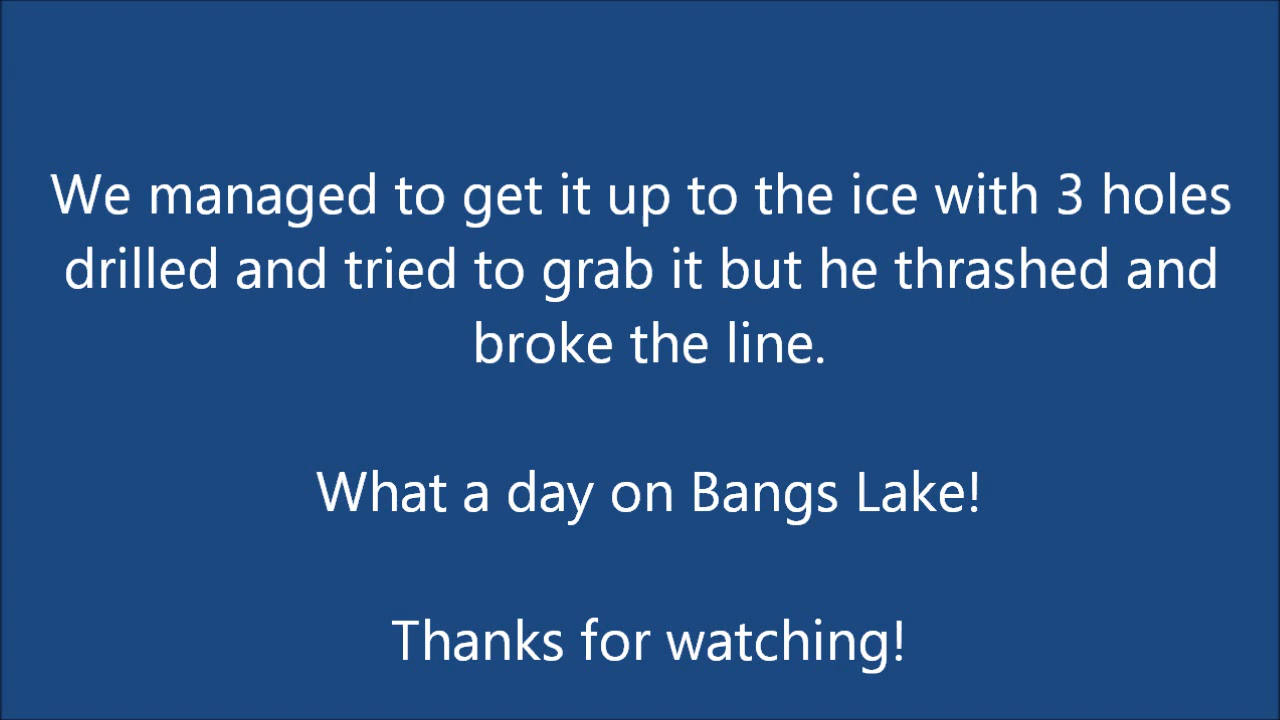 We managed to get it up to the ice with 3 holes
drilled and tried to grab it but he thrashed and
broke the line.
What a day on Bangs Lake!
Thanks for watching!